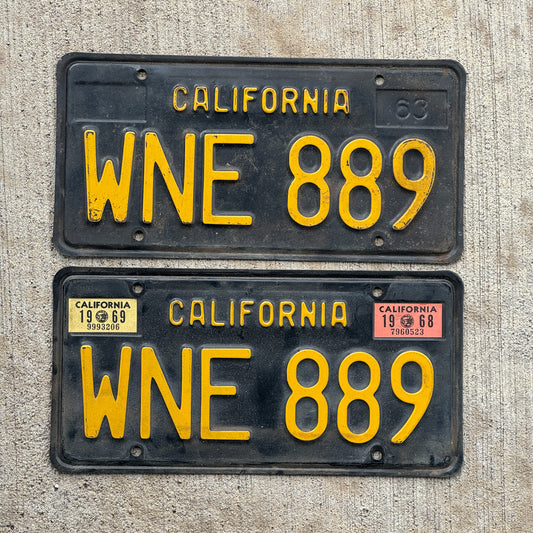 CALIFORNIA
63
WNE 889
CALIFORNIA
19 69
9993206
CALIFORNIA
CALIFORNIA
19 68
7960523
WNE 889